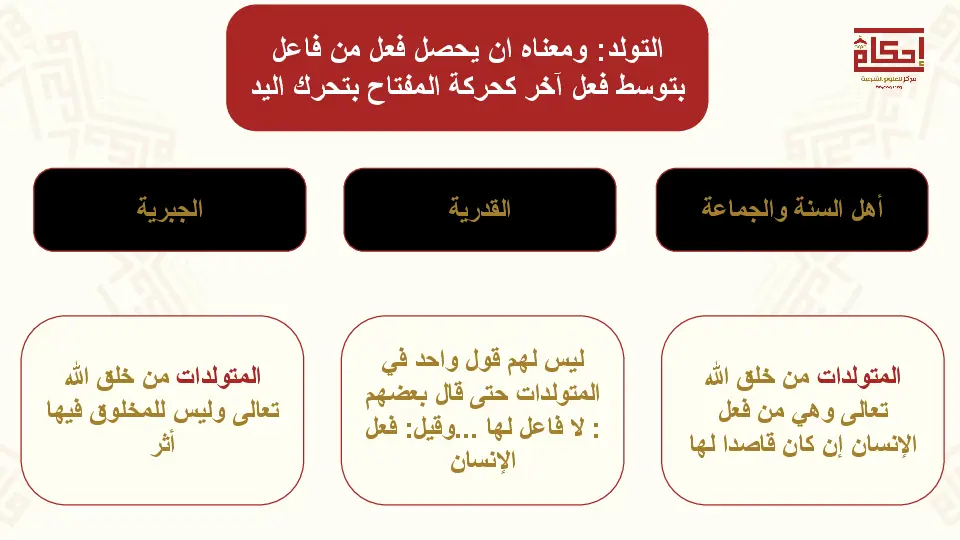 التولد: ومعناه ان يحصل فعل من فاعل
بتوسط فعل آخر كحركة المفتاح بتحرك اليد
إحكام
مركز للعلوم الشرعية
أهل السنة والجماعة
القدرية
الجبرية
المتولدات من خلق الله
تعالى وهي من فعل
الإنسان إن كان قاصدا لها
ليس لهم قول واحد في
المتولدات حتى قال بعضهم
: لا فاعل لها ...وقيل: فعل
الإنسان
المتولدات من خلق الله
تعالى وليس للمخلوق فيها
أثر